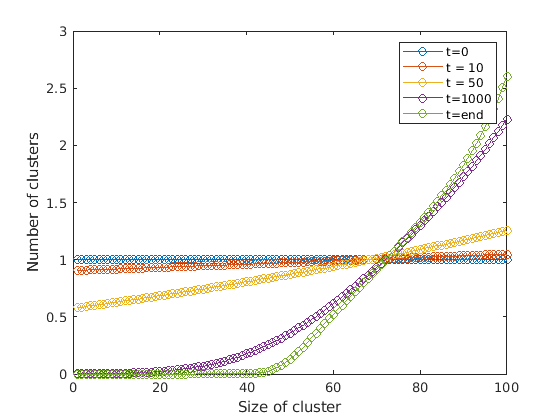 3
2.5
2
1.5
1
0.5
0
Number of clusters
0 20 40 60 80 100
Size of cluster
t=0
t = 10
t = 50
t=1000
t=end